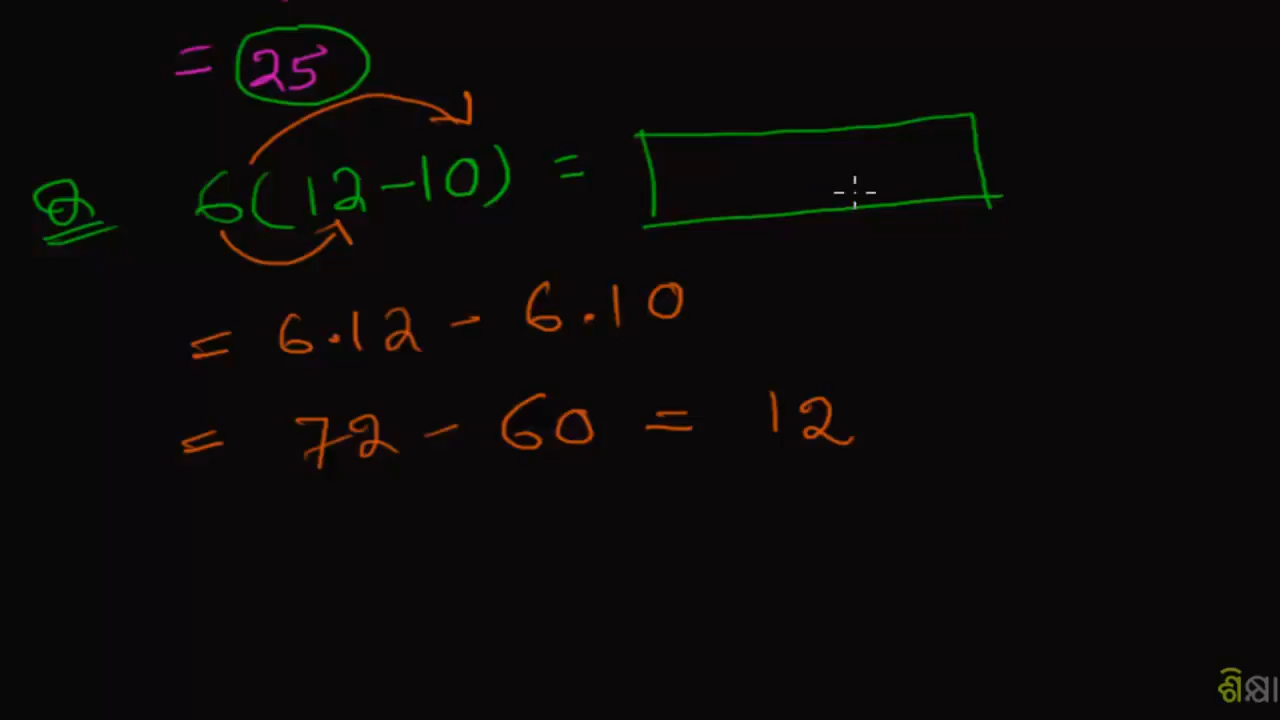 = 25
Q 6(12-10) =
= 6.12 - 6.10
= 72 - 60 = 12
ଶିକ୍ଷା